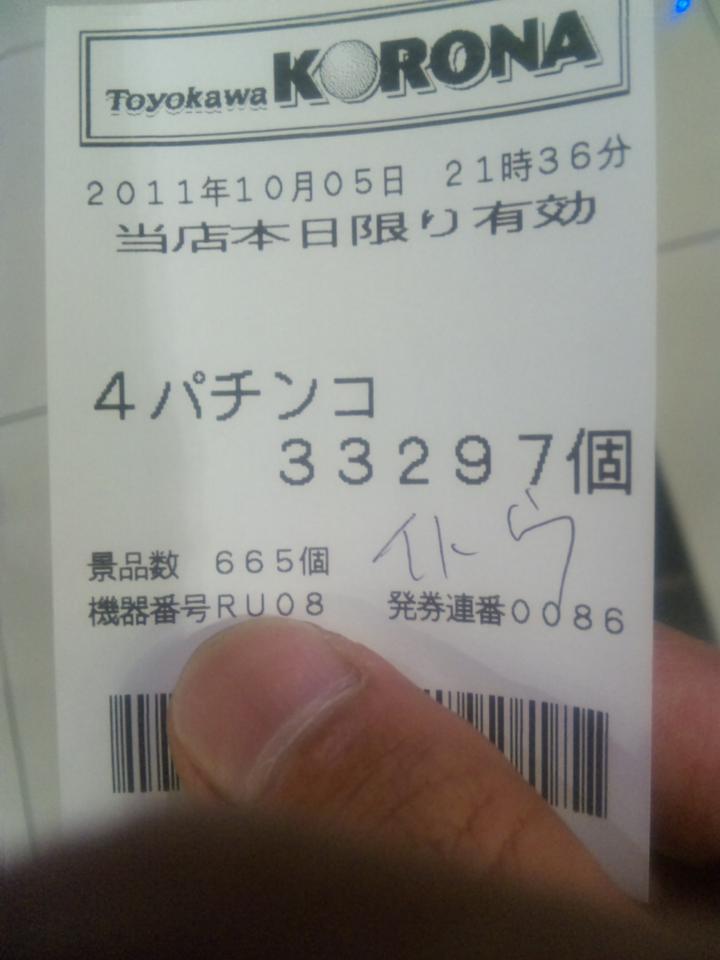 Toyokawa KORONA
2011年10月05日 21時36分
当店本日限り有効
4パチンコ
33297個
景品数 665個
イトウ
機器番号RU08 発券連番0086